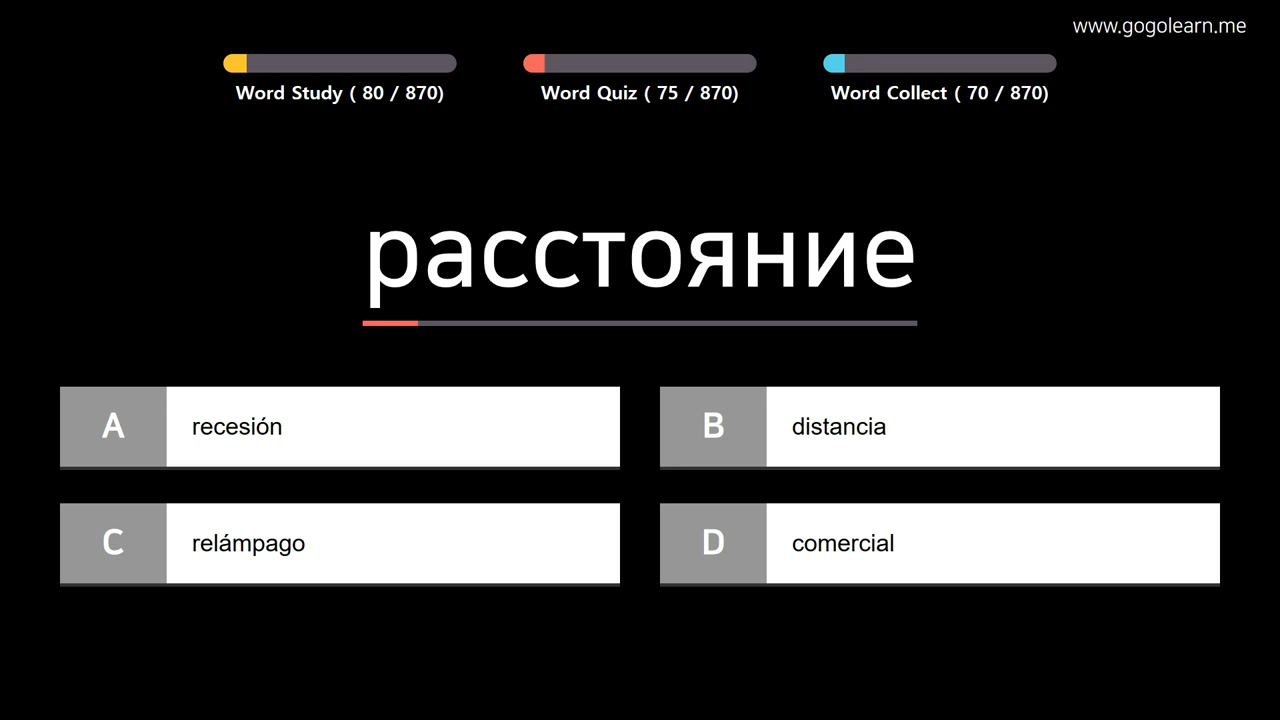 www.gogolearn.me
Word Study ( 80 / 870)
Word Quiz ( 75 / 870)
Word Collect ( 70 / 870)
расстояние
A recesión
B distancia
C relámpago
D comercial